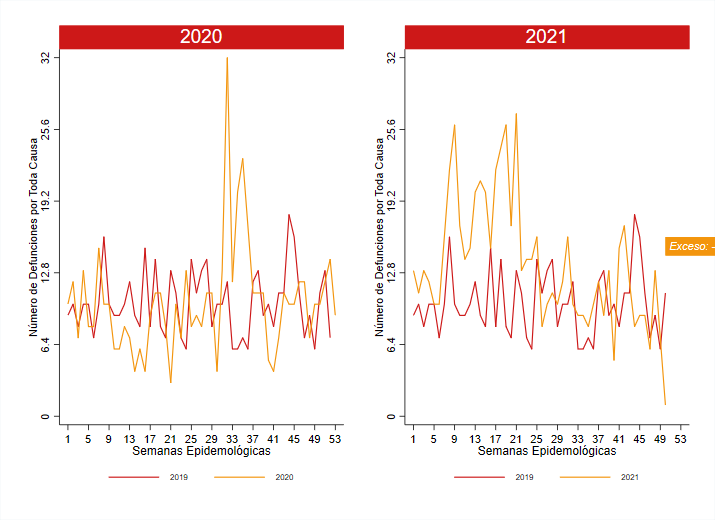 2020
Número de Defunciones por Toda Causa
32
25.6
19.2
12.8
6.4
0
1 5 9 13 17 21 25 29 33 37 41 45 49 53
Semanas Epidemológicas
2019 2020
2021
Número de Defunciones por Toda Causa
32
25.6
19.2
12.8
6.4
0
Exceso: -
1 5 9 13 17 21 25 29 33 37 41 45 49 53
Semanas Epidemológicas
2019 2021